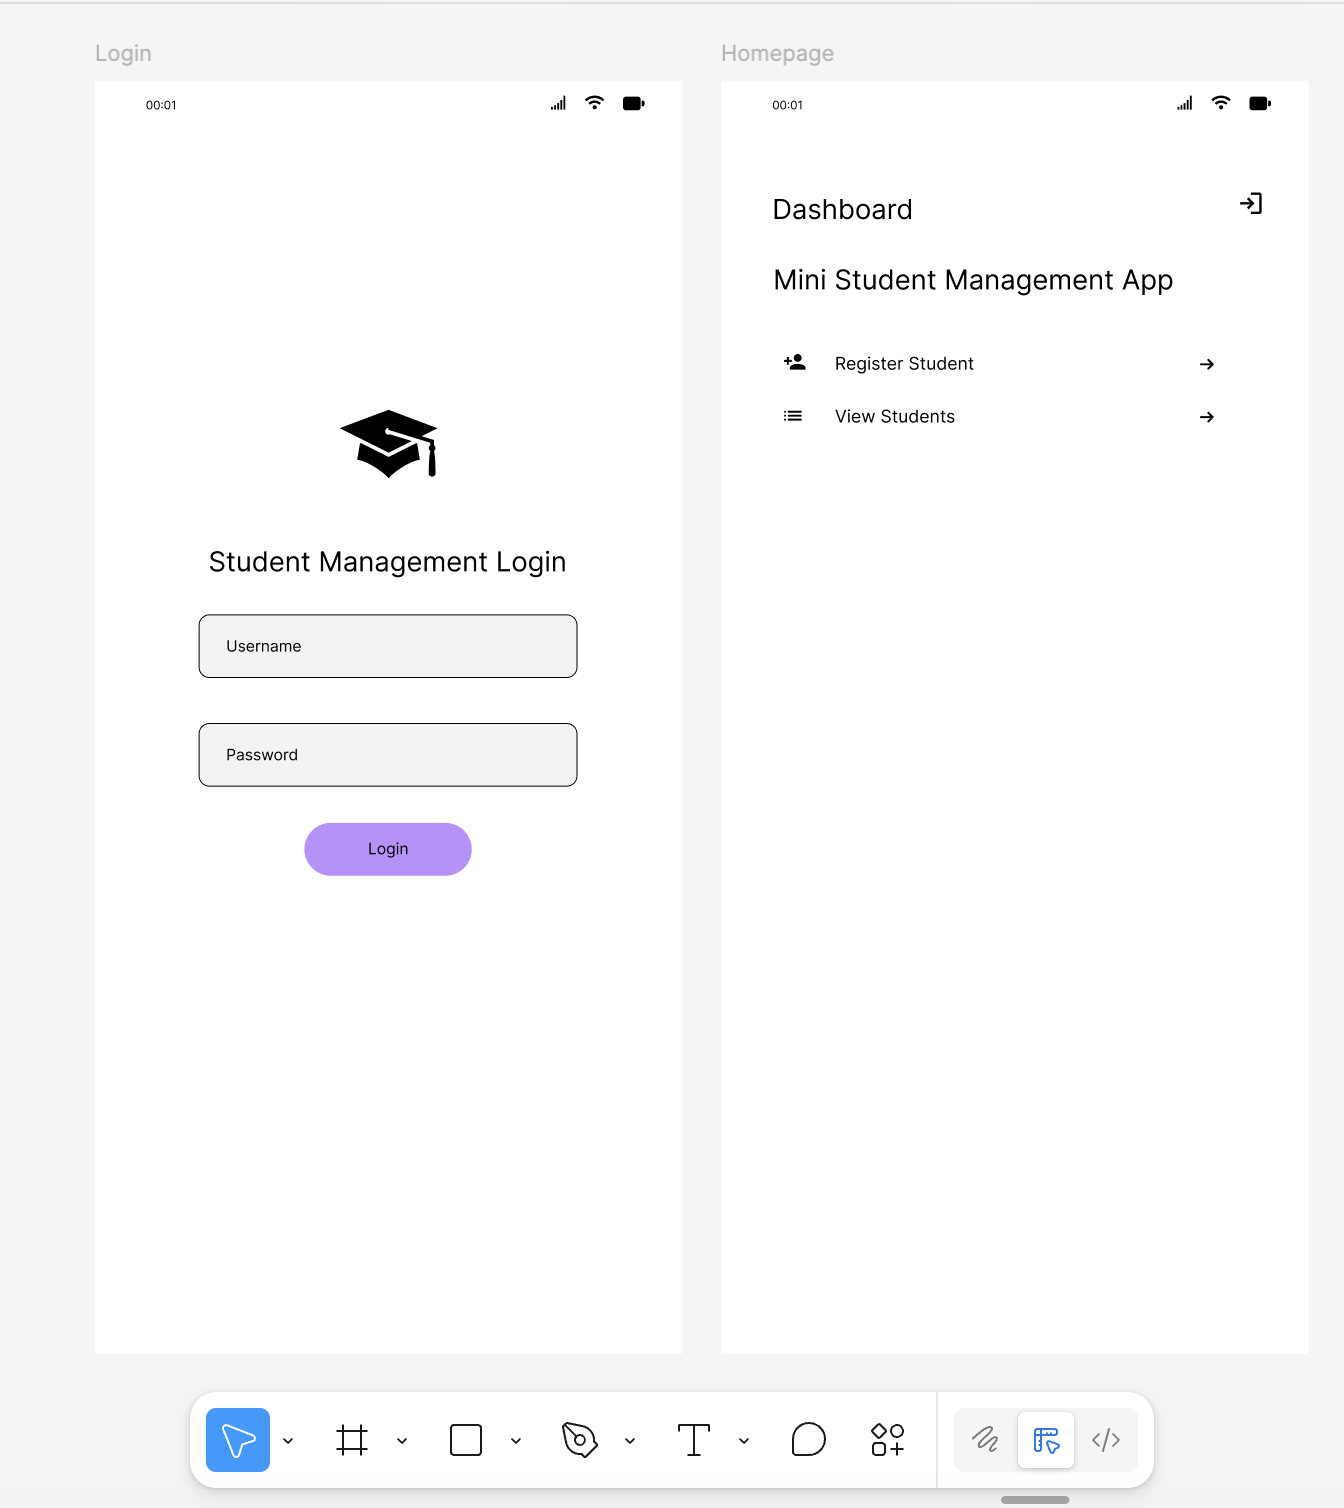 Login
00:01
Student Management Login
Username
Password
Login
Homepage
00:01
Dashboard
Mini Student Management App
Register Student
View Students